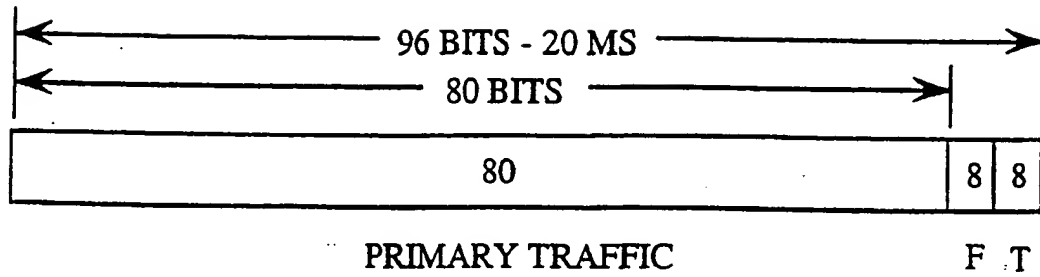 96 BITS - 20 MS
80 BITS
80 8 8
PRIMARY TRAFFIC F T